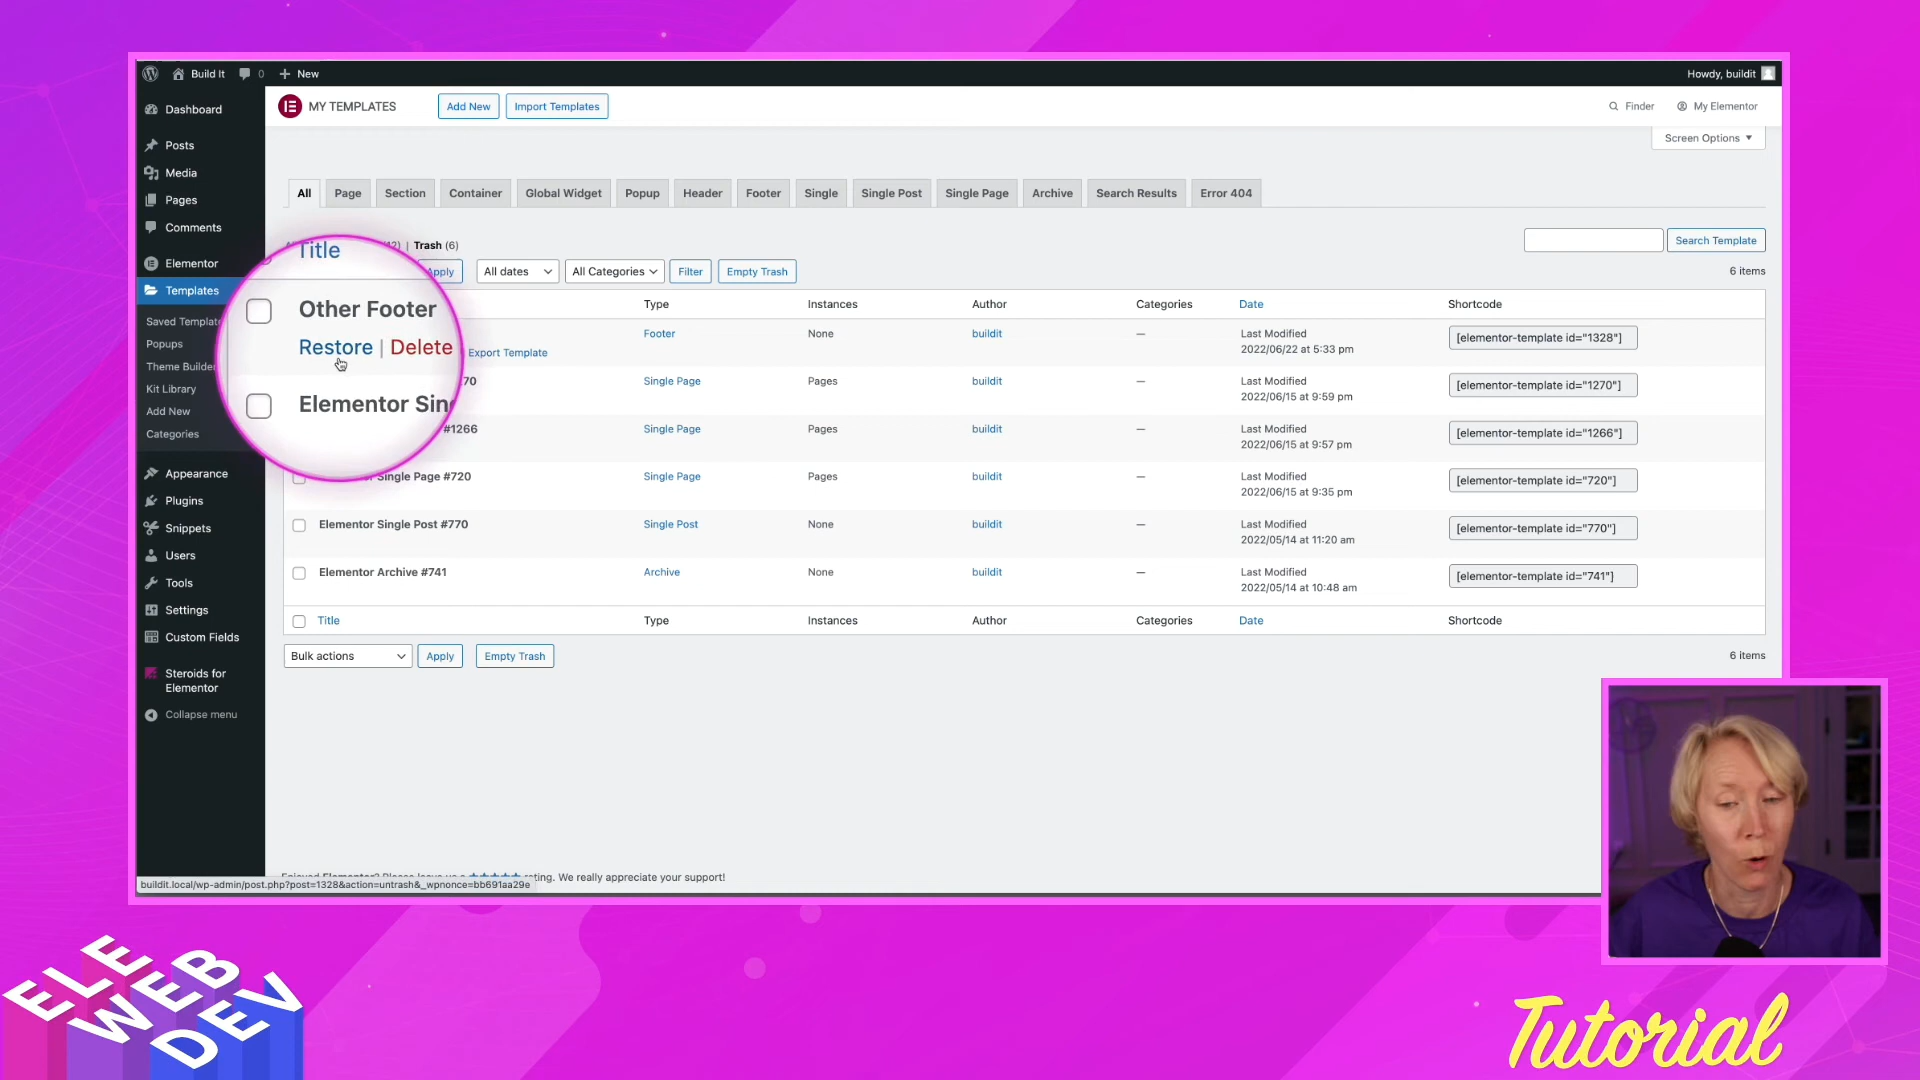 Build It
0
New
Howdy, buildit
Dashboard
Posts
Media
Pages
Comments
Elementor
Templates
Saved Template
Popups
Theme Builder
Kit Library
Add New
Categories
Appearance
Plugins
Snippets
Users
Tools
Settings
Custom Fields
Steroids for
Elementor
Collapse menu
MY TEMPLATES
Add New
Import Templates
Finder
My Elementor
Screen Options
All
Page
Section
Container
Global Widget
Popup
Header
Footer
Single
Single Post
Single Page
Archive
Search Results
Error 404
| Trash (6)
Search Template
Apply
All dates
All Categories
Filter
Empty Trash
6 items
Title
Type
Instances
Author
Categories
Date
Shortcode
Other Footer
Restore | Delete
Export Template
Footer
None
buildit
—
Last Modified
2022/06/22 at 5:33 pm
[elementor-template id="1328"]
Elementor Sin
70
Single Page
Pages
buildit
—
Last Modified
2022/06/15 at 9:59 pm
[elementor-template id="1270"]
#1266
Single Page
Pages
buildit
—
Last Modified
2022/06/15 at 9:57 pm
[elementor-template id="1266"]
Single Page #720
Single Page
Pages
buildit
—
Last Modified
2022/06/15 at 9:35 pm
[elementor-template id="720"]
Elementor Single Post #770
Single Post
None
buildit
—
Last Modified
2022/05/14 at 11:20 am
[elementor-template id="770"]
Elementor Archive #741
Archive
None
buildit
—
Last Modified
2022/05/14 at 10:48 am
[elementor-template id="741"]
Title
Type
Instances
Author
Categories
Date
Shortcode
Bulk actions
Apply
Empty Trash
6 items
rating. We really appreciate your support!
buildit.local/wp-admin/post.php?post=1328&action=untrash&_wpnonce=bb691aa29e
ELE
WEB
DEV
Tutorial